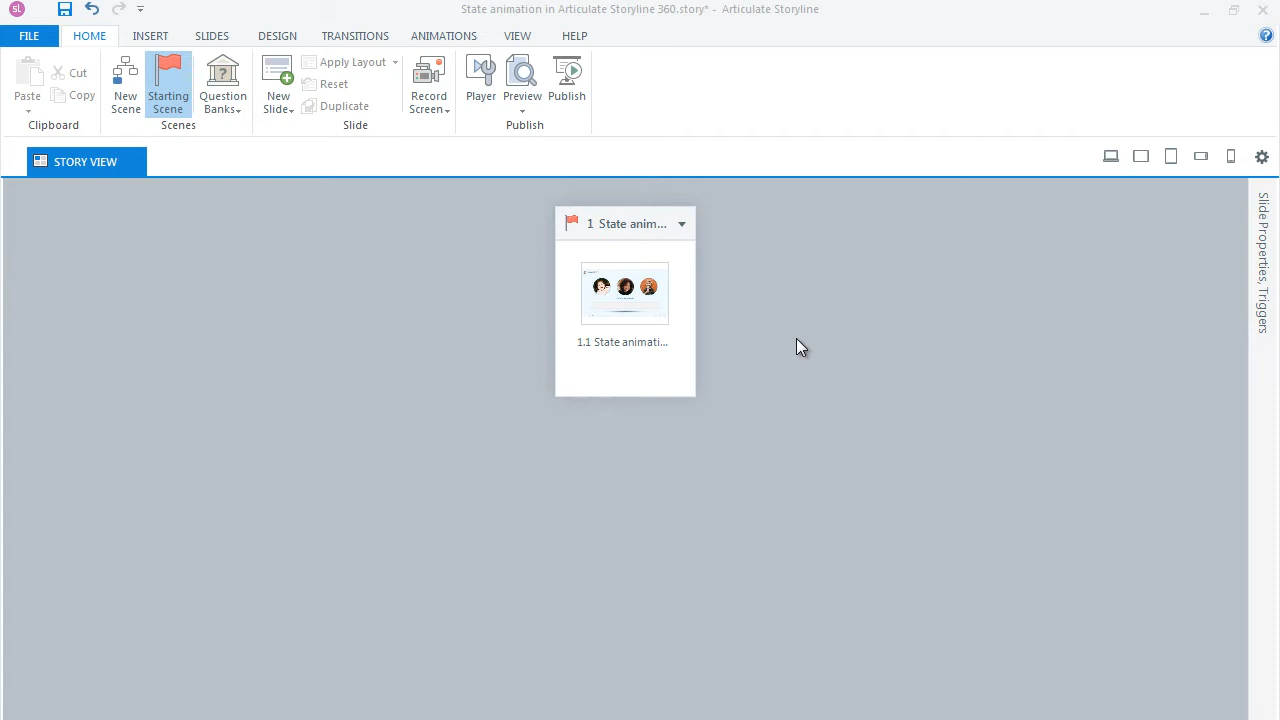 sl
State animation in Articulate Storyline 360.story* - Articulate Storyline
FILE HOME INSERT SLIDES DESIGN TRANSITIONS ANIMATIONS VIEW HELP
Paste
Cut
Copy
Clipboard
New Scene
Starting Scene
Question Banks
Scenes
New Slide
Apply Layout
Reset
Duplicate
Slide
Record Screen
Player
Preview
Publish
Publish
STORY VIEW
1 State anim...
1.1 State animati...
Slide Properties, Triggers